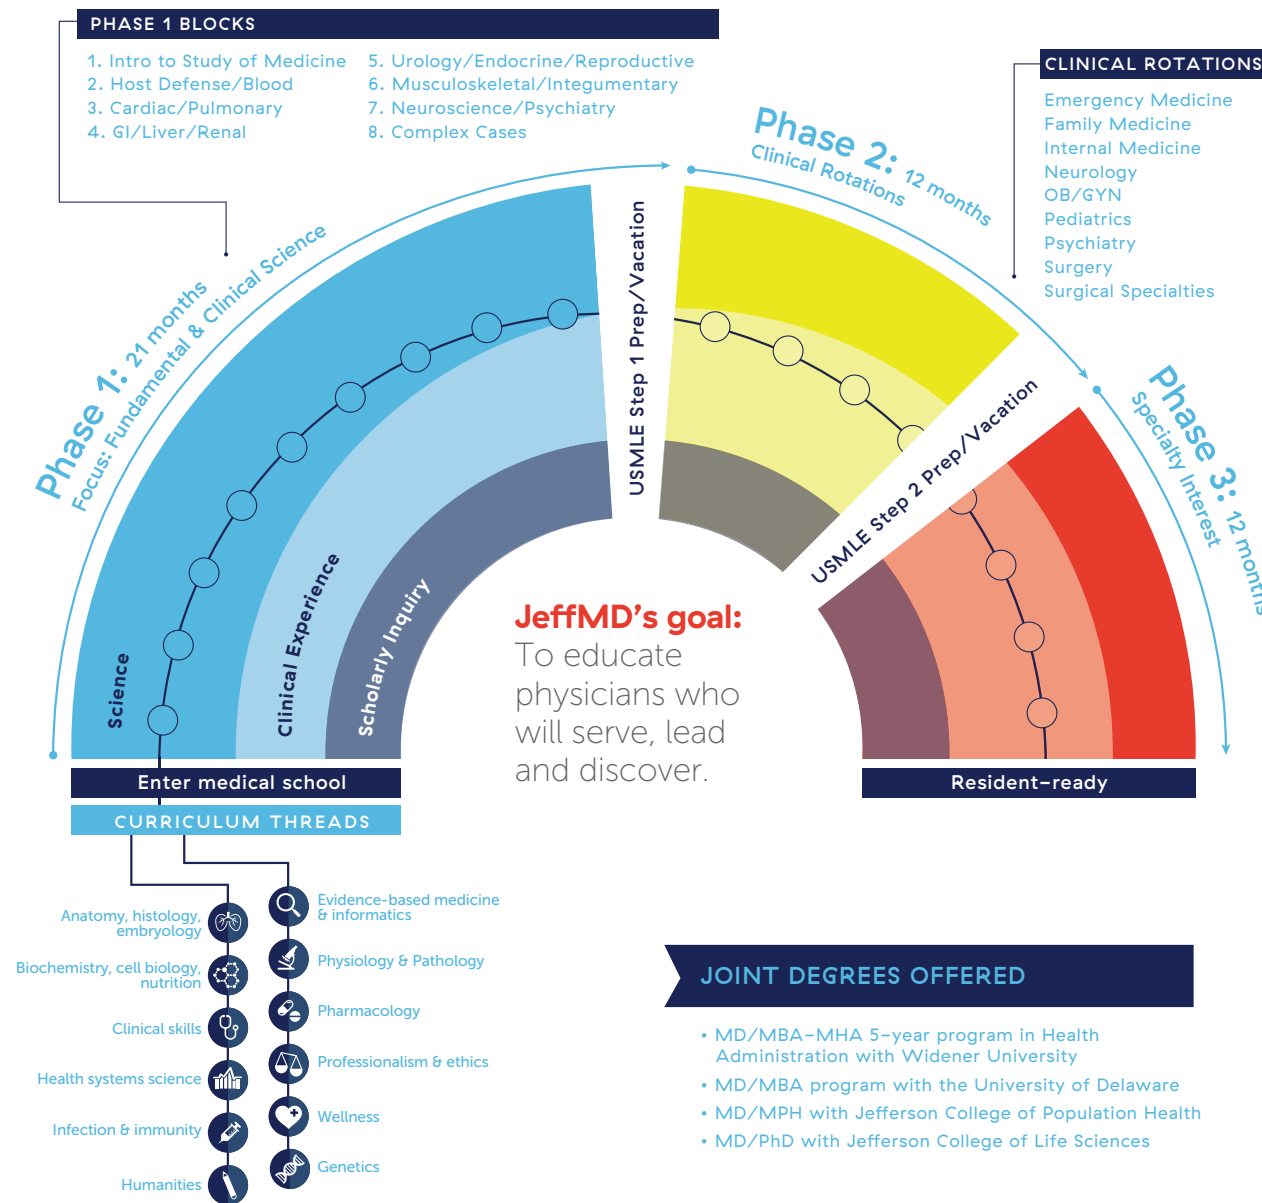 PHASE 1 BLOCKS
1. Intro to Study of Medicine
2. Host Defense/Blood
3. Cardiac/Pulmonary
4. GI/Liver/Renal
5. Urology/Endocrine/Reproductive
6. Musculoskeletal/Integumentary
7. Neuroscience/Psychiatry
8. Complex Cases
CLINICAL ROTATIONS
Emergency Medicine
Family Medicine
Internal Medicine
Neurology
OB/GYN
Pediatrics
Psychiatry
Surgery
Surgical Specialties
Phase 1: 21 months
Focus: Fundamental & Clinical Science
Phase 2: 12 months
Clinical Rotations
Phase 3: 12 months
Specialty Interest
USMLE Step 1 Prep/Vacation
USMLE Step 2 Prep/Vacation
Science
Clinical Experience
Scholarly Inquiry
JeffMD's goal:
To educate
physicians who
will serve, lead
and discover.
Enter medical school
Resident-ready
CURRICULUM THREADS
Anatomy, histology,
embryology
Biochemistry, cell biology,
nutrition
Clinical skills
Health systems science
Infection & immunity
Humanities
Evidence-based medicine
& informatics
Physiology & Pathology
Pharmacology
Professionalism & ethics
Wellness
Genetics
JOINT DEGREES OFFERED
• MD/MBA-MHA 5-year program in Health
Administration with Widener University
• MD/MBA program with the University of Delaware
• MD/MPH with Jefferson College of Population Health
• MD/PhD with Jefferson College of Life Sciences